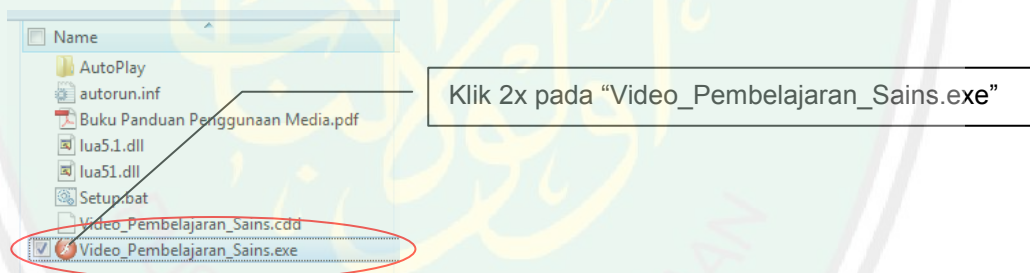 Name
AutoPlay
autorun.inf
Buku Panduan Penggunaan Media.pdf
lua5.1.dll
lua51.dll
Setup.bat
Video_Pembelajaran_Sains.cdd
Video_Pembelajaran_Sains.exe
Klik 2x pada “Video_Pembelajaran_Sains.exe”